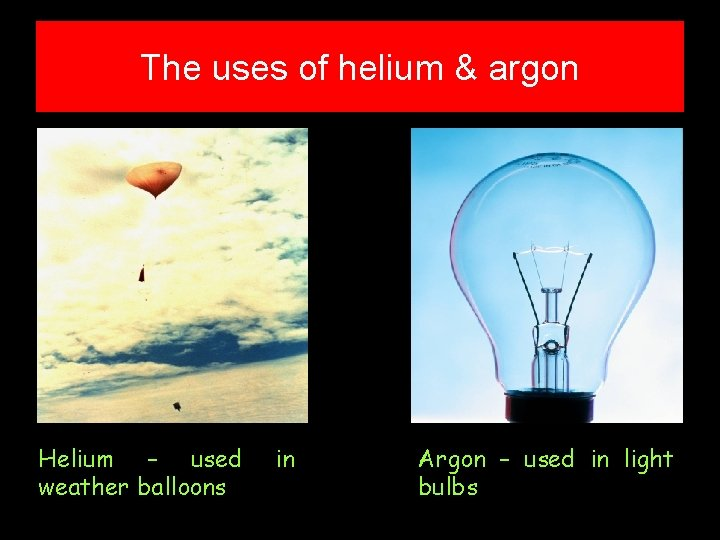 The uses of helium & argon
Helium – used in
weather balloons
Argon – used in light
bulbs